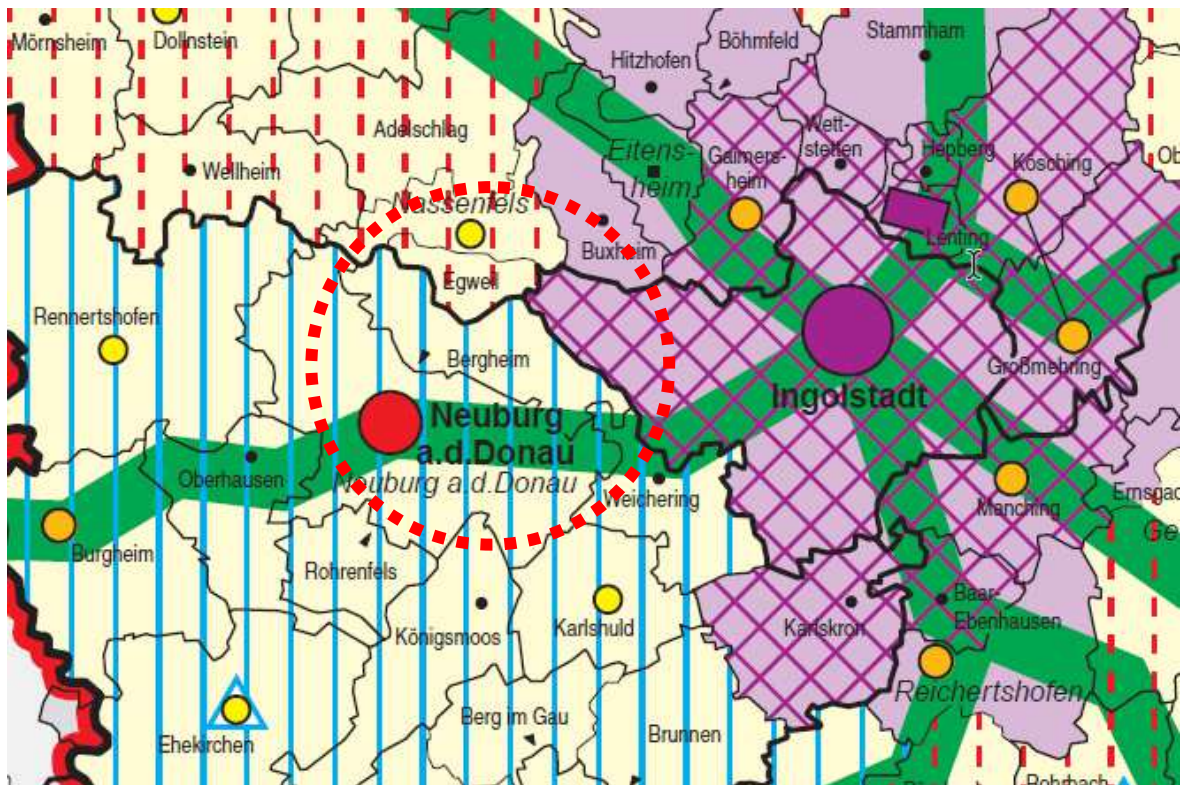 Mörnsheim
Dollnstein
Böhmfeld
Stammham
Hitzhofen
Adelschlag
Eitens-
heim
Gaimers-
heim
Wett-
stetten
Hepberg
Kösching
Wellheim
Nassenfels
Buxheim
Lenting
Egweil
Rennertshofen
Bergheim
Großmehring
Ingolstadt
Neuburg
a.d.Donau
Neuburg a.d.Donau
Oberhausen
Weichering
Manching
Burgheim
Rohrenfels
Baar-
Ebenhausen
Königsmoos
Karlshuld
Karlskron
Reichertshofen
Berg im Gau
Brunnen
Ehekirchen